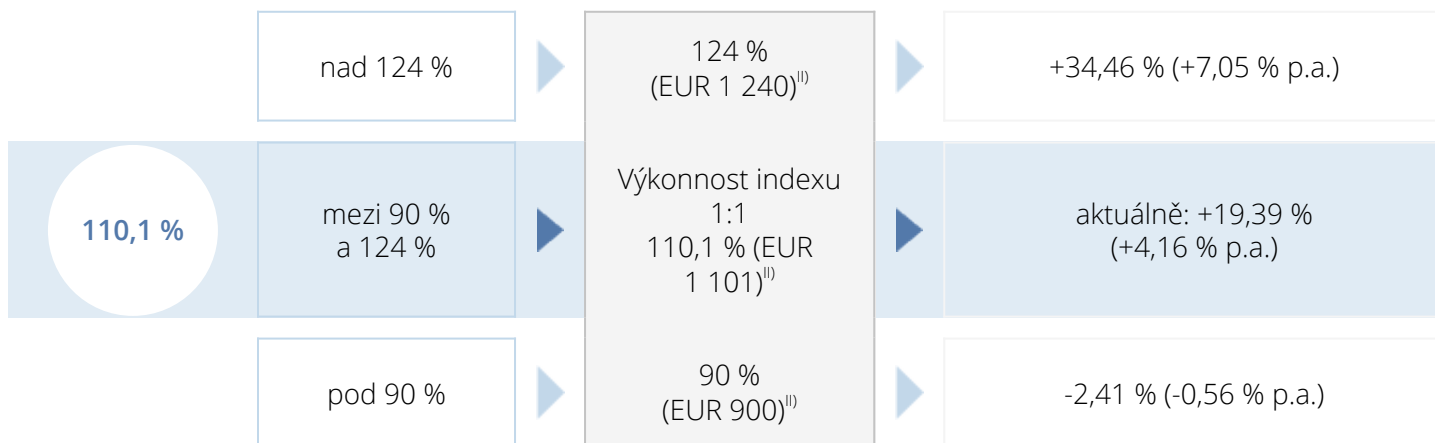 nad 124 %
124 %
(EUR 1 240)II)
+34,46 % (+7,05 % p.a.)
110,1 %
mezi 90 %
a 124 %
Výkonnost indexu
1:1
110,1 % (EUR
1 101)II)
aktuálně: +19,39 %
(+4,16 % p.a.)
pod 90 %
90 %
(EUR 900)II)
-2,41 % (-0,56 % p.a.)